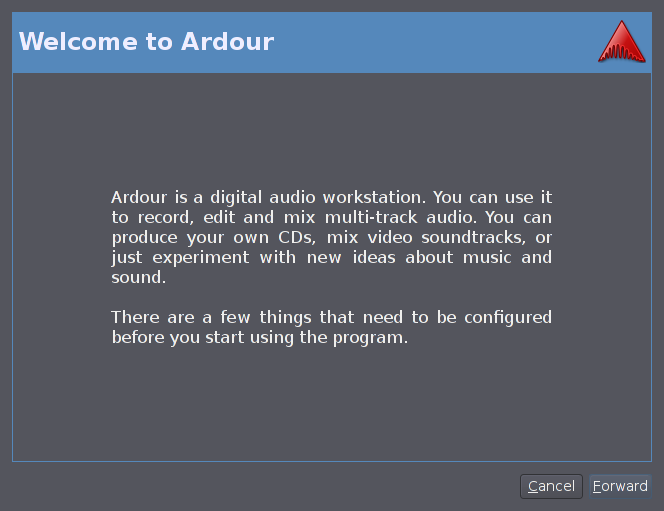 Welcome to Ardour
Ardour is a digital audio workstation. You can use it
to record, edit and mix multi-track audio. You can
produce your own CDs, mix video soundtracks, or
just experiment with new ideas about music and
sound.
There are a few things that need to be configured
before you start using the program.
Cancel
Forward